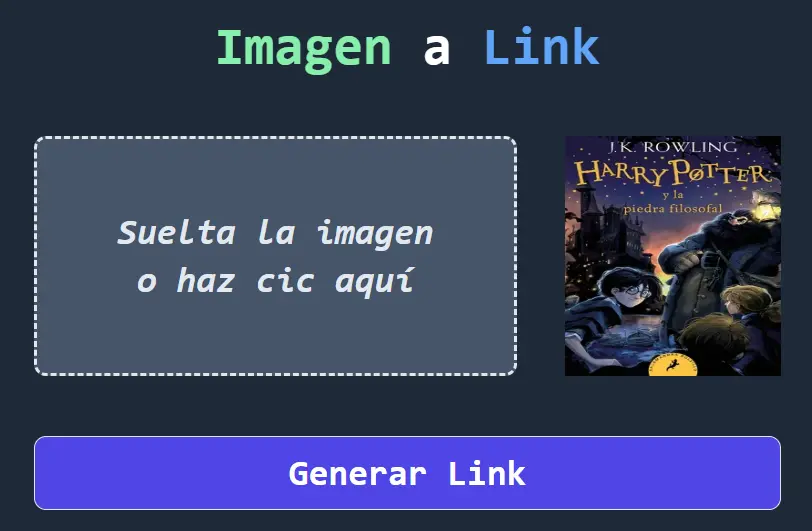 Imagen a Link
Suelta la imagen
o haz cic aquí
J.K. ROWLING
HARRY POTTER
y la
piedra filosofal
Generar Link